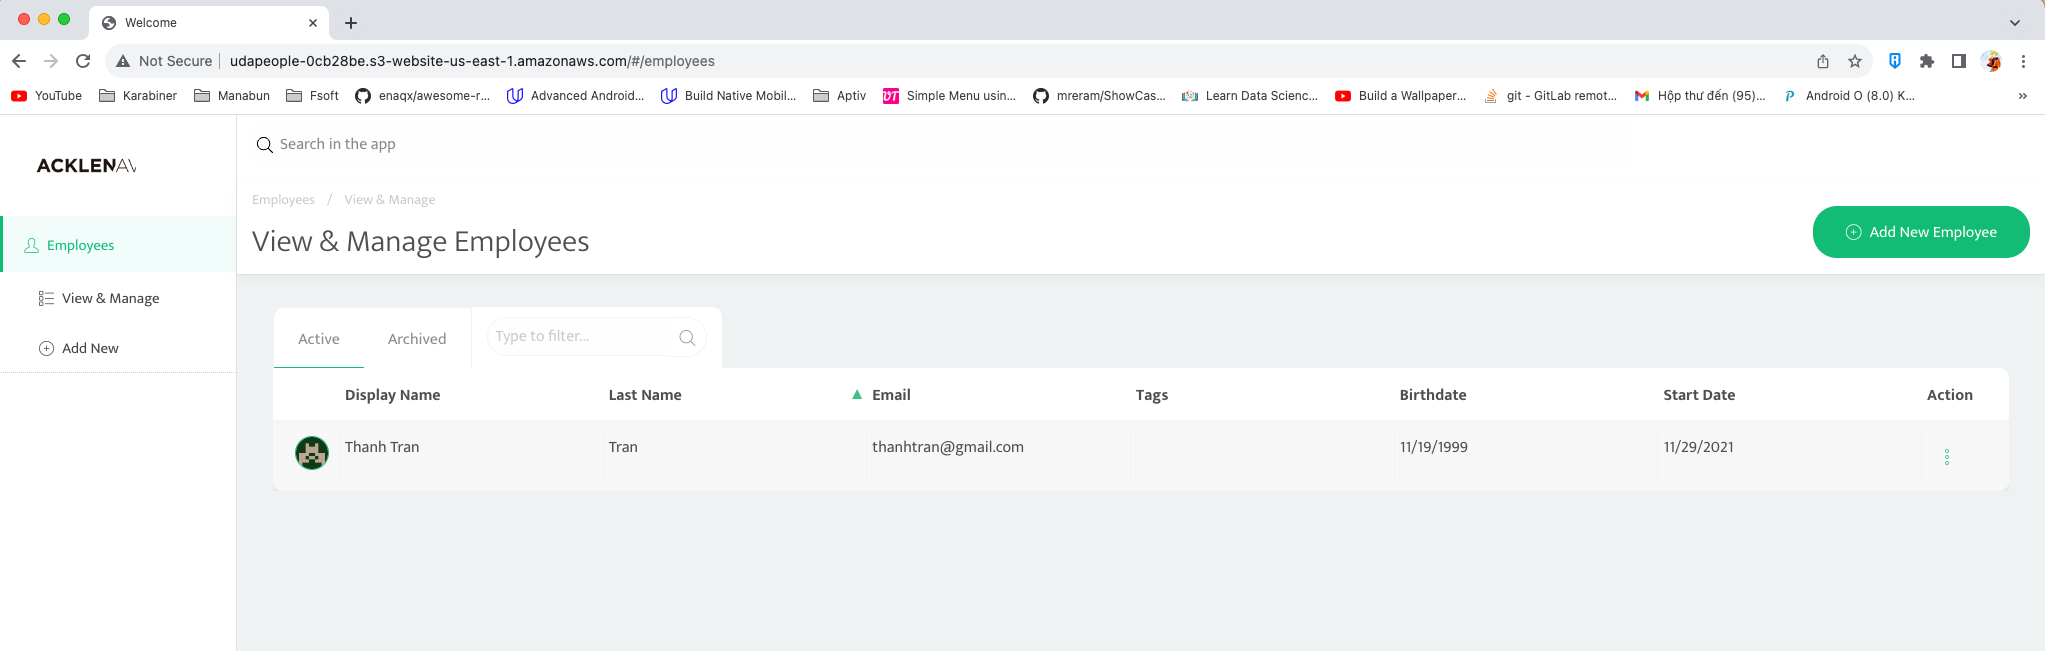 Welcome
Not Secure udapeople-0cb28be.s3-website-us-east-1.amazonaws.com/#/employees
YouTube Karabiner Manabun Fsoft enaqx/awesome-r... Advanced Android... Build Native Mobil... Aptiv Simple Menu usin... mreram/ShowCas... Learn Data Scienc... Build a Wallpaper... git - GitLab remot... Hộp thư đến (95)... Android O (8.0) K... »
Search in the app
ACKLENAV
Employees / View & Manage
View & Manage Employees
Add New Employee
Employees
View & Manage
Add New
Active Archived Type to filter...
Display Name Last Name Email Tags Birthdate Start Date Action
Thanh Tran Tran thanhtran@gmail.com 11/19/1999 11/29/2021